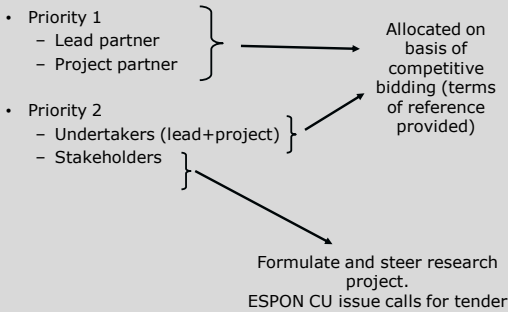 • Priority 1
– Lead partner
– Project partner
• Priority 2
– Undertakers (lead+project)
– Stakeholders
Allocated on
basis of
competitive
bidding (terms
of reference
provided)
Formulate and steer research
project.
ESPON CU issue calls for tender